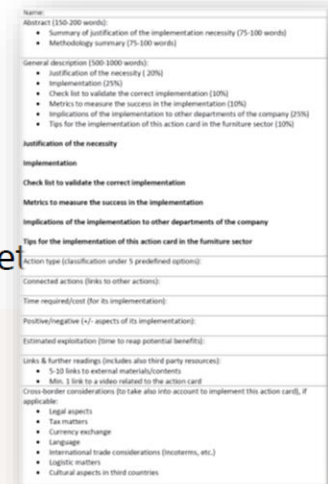 Name:
Abstract (150-200 words):
• Summary of justification of the implementation necessity (75-100 words)
• Methodology summary (75-100 words)
General description (500-1000 words):
• Justification of the necessity ( 20%)
• Implementation (25%)
• Check list to validate the correct implementation (10%)
• Metrics to measure the success in the implementation (10%)
• Implications of the implementation to other departments of the company (25%)
• Tips for the implementation of this action card in the furniture sector (10%)
Justification of the necessity
Implementation
Check list to validate the correct implementation
Metrics to measure the success in the implementation
Implications of the implementation to other departments of the company
Tips for the implementation of this action card in the furniture sector
Action type (classification under 5 predefined options):
Connected actions (links to other actions):
Time required/cost (for its implementation):
Positive/negative (+/- aspects of its implementation):
Estimated exploitation (time to reap potential benefits):
Links & further readings (includes also third party resources):
• 5-10 links to external materials/contents
• Min. 1 link to a video related to the action card
Cross-border considerations (to take also into account to implement this action card), if
applicable:
• Legal aspects
• Tax matters
• Currency exchange
• Language
• International trade considerations (Incoterms, etc.)
• Logistic matters
• Cultural aspects in third countries